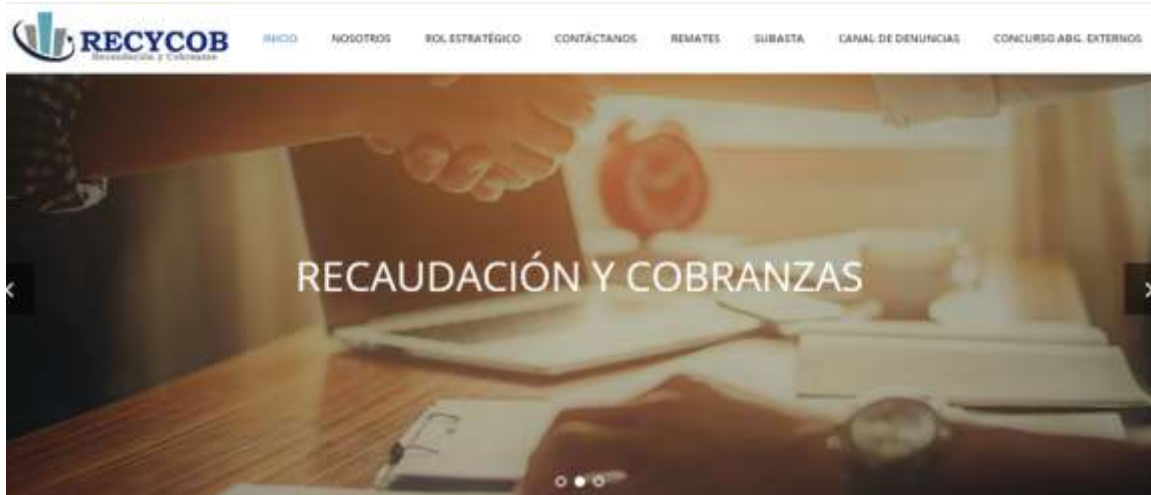 RECYCOB
Recaudación y Cobranzas
INICIO
NOSOTROS
ROL ESTRATÉGICO
CONTÁCTANOS
REMATES
SUBASTA
CANAL DE DENUNCIAS
CONCURSO ABG. EXTERNOS
RECAUDACIÓN Y COBRANZAS